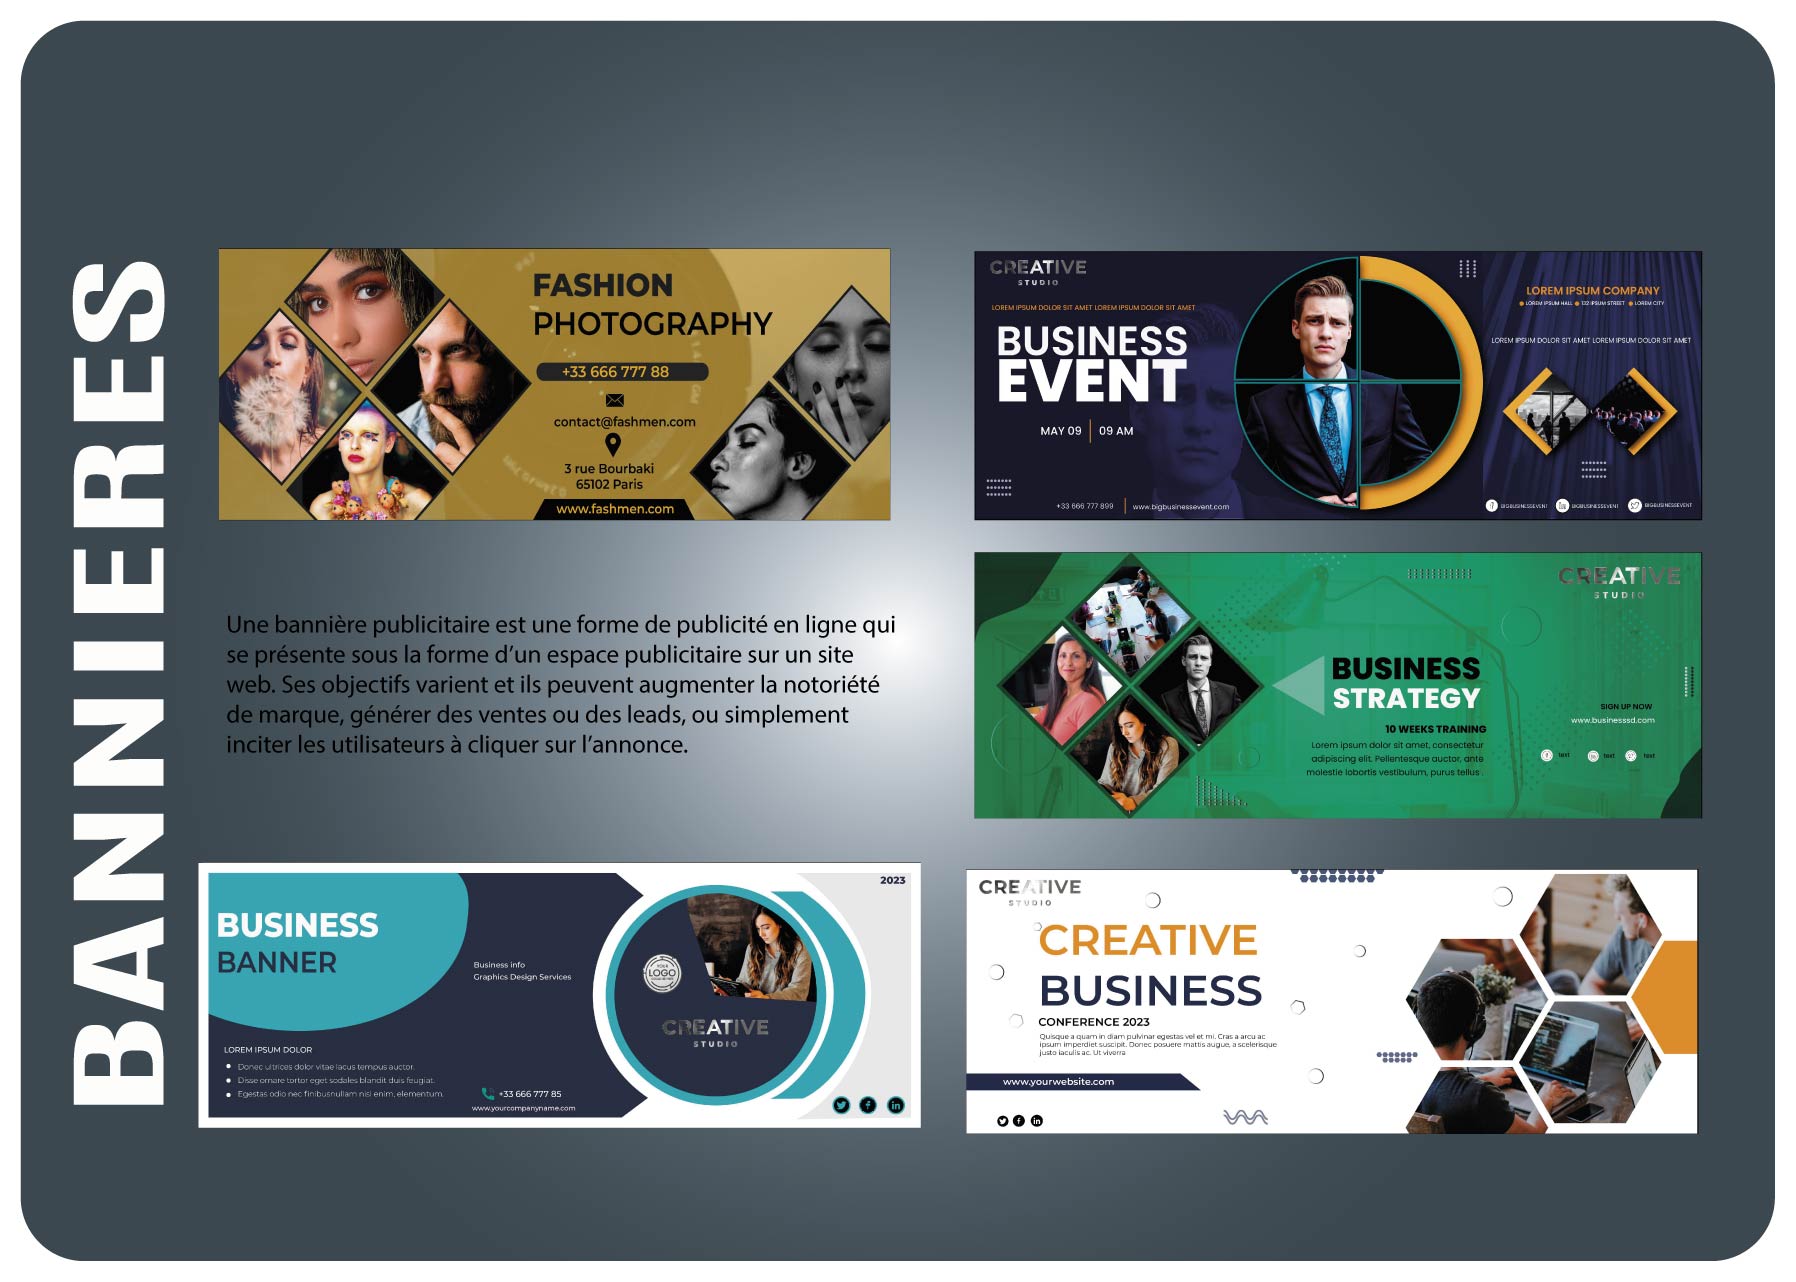 BANNIERES
FASHION
PHOTOGRAPHY
+33 666 777 88
contact@fashmen.com
3 rue Bourbaki
65102 Paris
www.fashmen.com
CREATIVE
STUDIO
LOREM IPSUM DOLOR SIT AMET LOREM IPSUM DOLOR SIT AMET
BUSINESS
EVENT
MAY 09 09 AM
+33 666 777 899 www.bigbusinessevent.com
LOREM IPSUM COMPANY
LOREM IPSUM HALL 132 IPSUM STREET LOREM CITY
LOREM IPSUM DOLOR SIT AMET LOREM IPSUM DOLOR SIT AMET
BIGBUSINESSEVENT BIGBUSINESSEVENT BIGBUSINESSEVENT
Une bannière publicitaire est une forme de publicité en ligne qui
se présente sous la forme d’un espace publicitaire sur un site
web. Ses objectifs varient et ils peuvent augmenter la notoriété
de marque, générer des ventes ou des leads, ou simplement
inciter les utilisateurs à cliquer sur l’annonce.
CREATIVE
STUDIO
BUSINESS
STRATEGY
10 WEEKS TRAINING
Lorem ipsum dolor sit amet, consectetur
adipiscing elit. Pellentesque auctor, ante
molestie lobortis vestibulum, purus tellus .
SIGN UP NOW
www.businesssd.com
text text text
2023
BUSINESS
BANNER
Business info
Graphics Design Services
YOUR
LOGO
CREATIVE
STUDIO
LOREM IPSUM DOLOR
Donec ultrices dolor vitae lacus tempus auctor.
Disse ornare tortor eget sodales blandit duis feugiat.
Egestas odio nec finibusnullam nisi enim, elementum.
+33 666 777 85
www.yourcompanyname.com
CREATIVE
STUDIO
CREATIVE
BUSINESS
CONFERENCE 2023
Quisque a quam in diam pulvinar egestas vel et mi. Cras a arcu ac
ipsum imperdiet suscipit. Donec posuere mattis augue, a scelerisque
justo iaculis ac. Ut viverra
www.yourwebsite.com